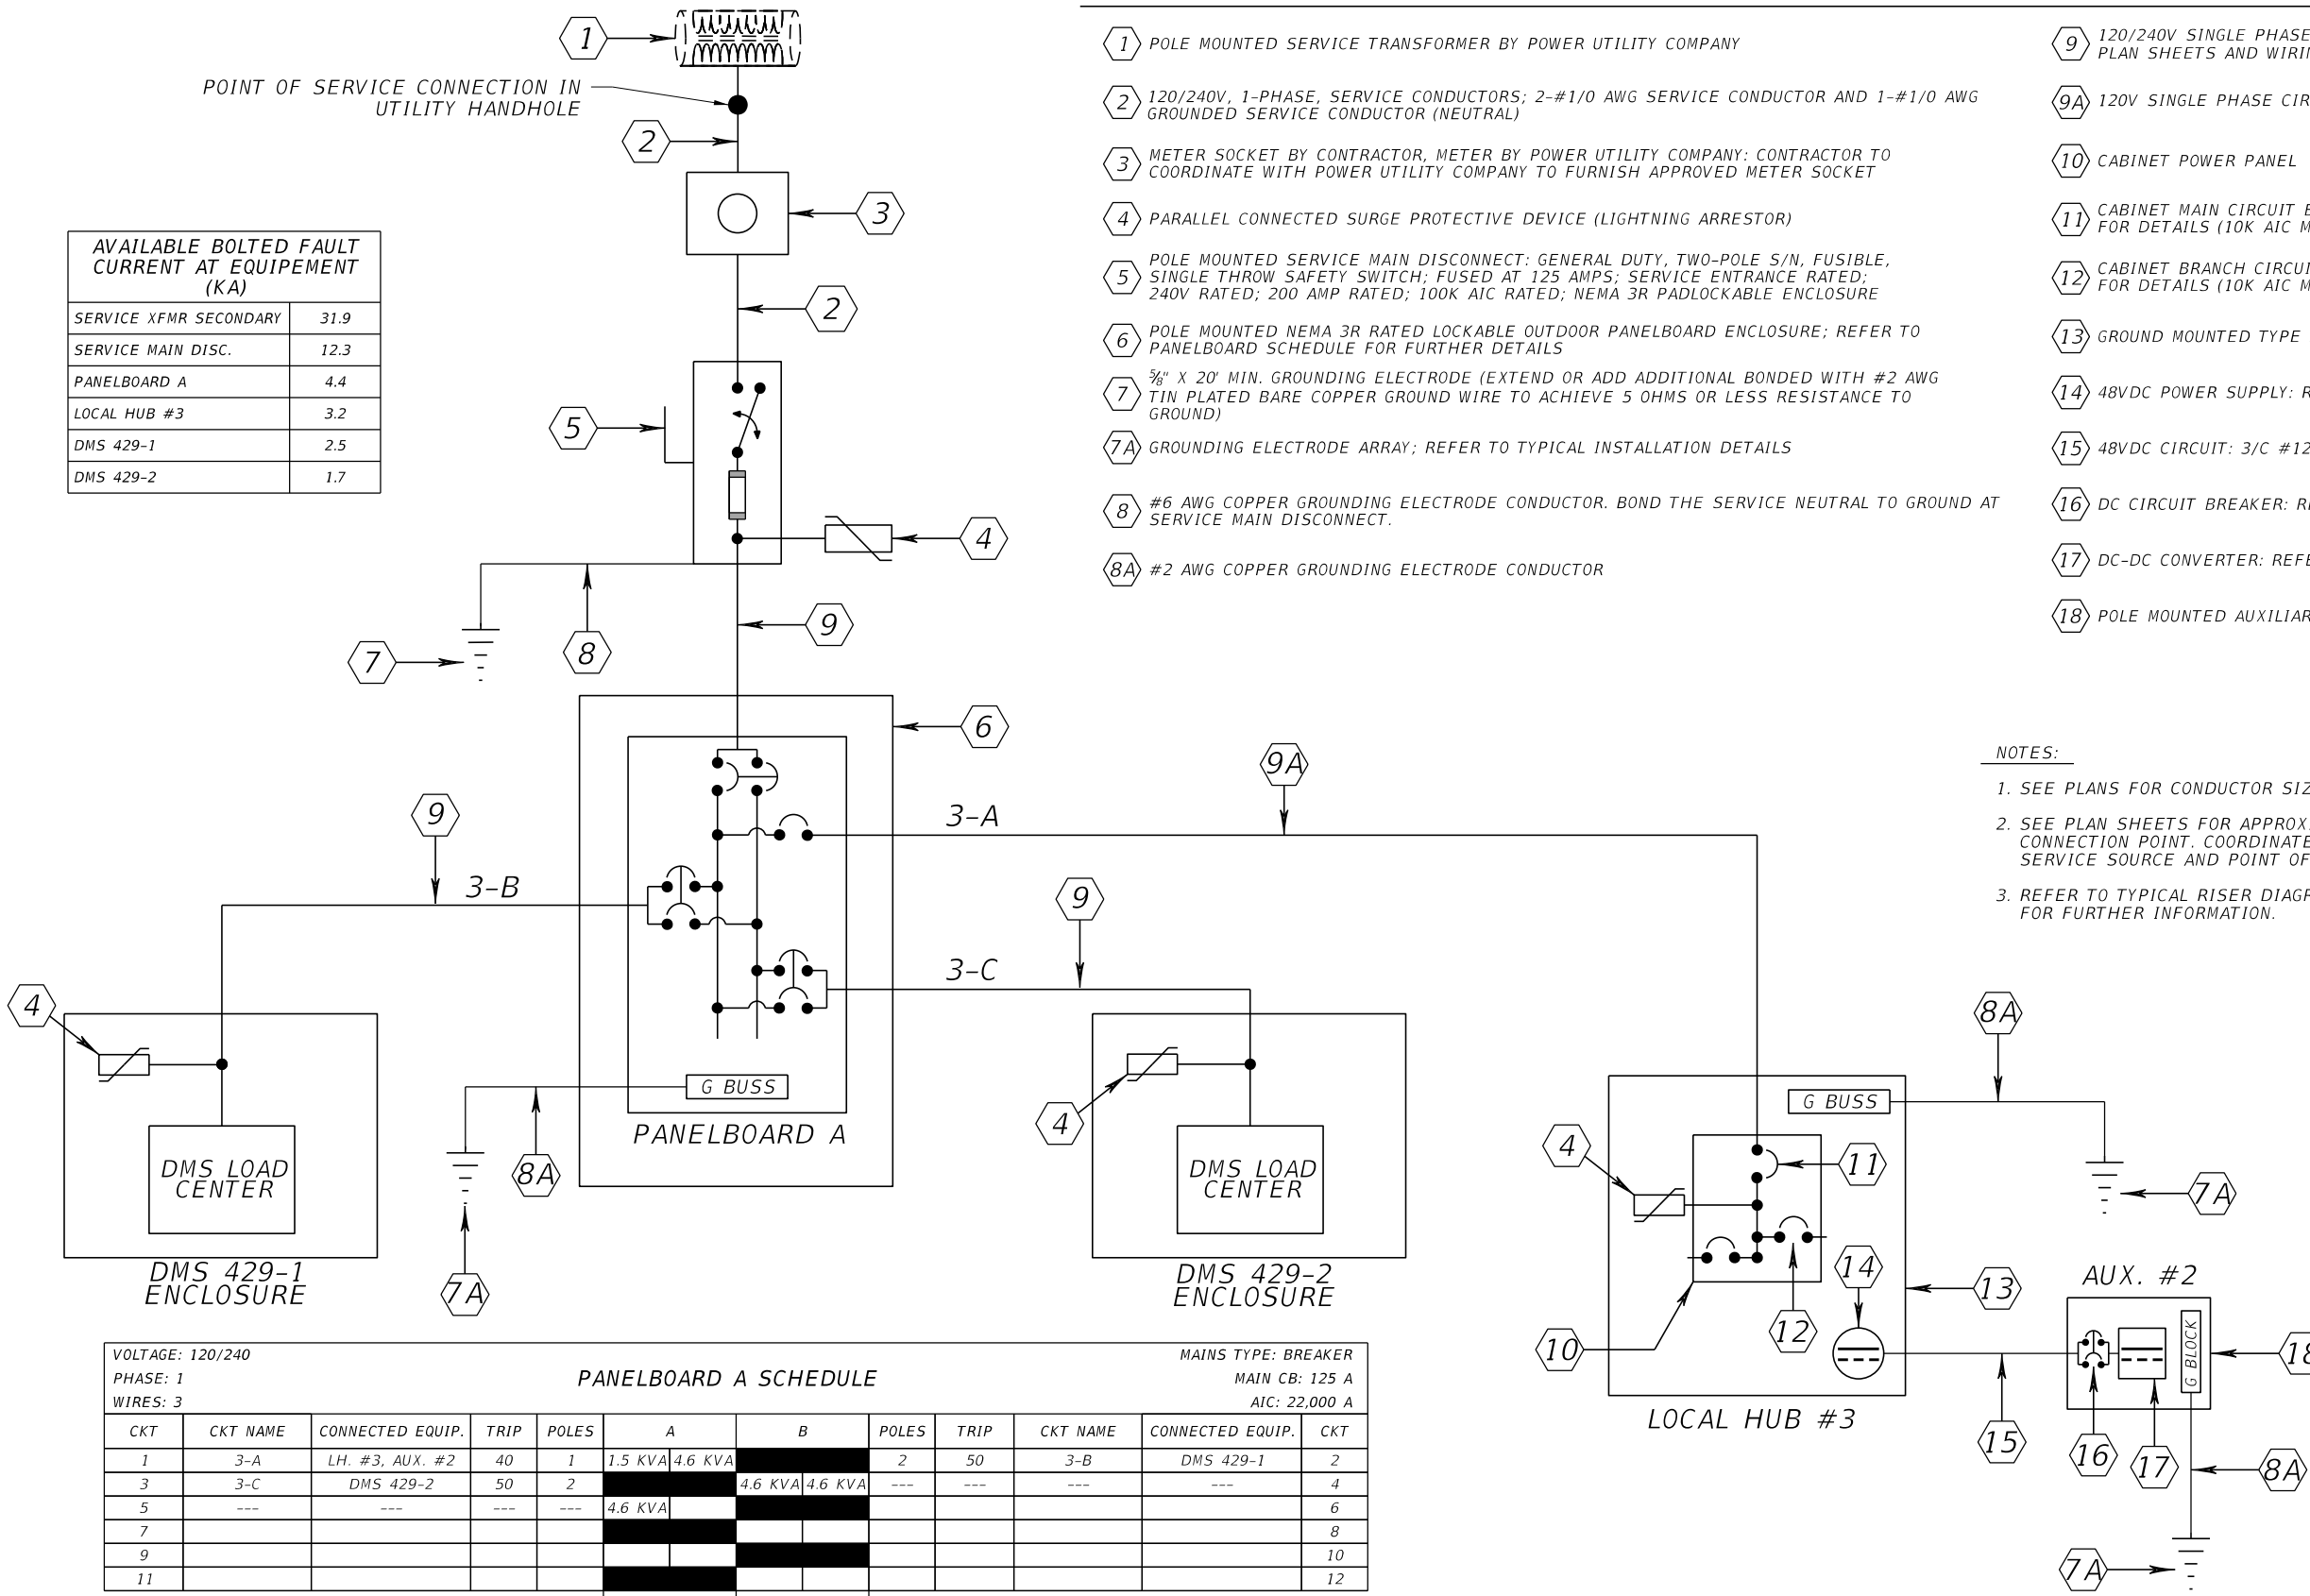 1
POINT OF SERVICE CONNECTION IN
UTILITY HANDHOLE
2
3
2
AVAILABLE BOLTED FAULT
CURRENT AT EQUIPEMENT
(KA)
SERVICE XFMR SECONDARY 31.9
SERVICE MAIN DISC. 12.3
PANELBOARD A 4.4
LOCAL HUB #3 3.2
DMS 429-1 2.5
DMS 429-2 1.7
5
4
9
8
7
6
1 POLE MOUNTED SERVICE TRANSFORMER BY POWER UTILITY COMPANY
2 120/240V, 1-PHASE, SERVICE CONDUCTORS; 2-#1/0 AWG SERVICE CONDUCTOR AND 1-#1/0 AWG
GROUNDED SERVICE CONDUCTOR (NEUTRAL)
3 METER SOCKET BY CONTRACTOR, METER BY POWER UTILITY COMPANY: CONTRACTOR TO
COORDINATE WITH POWER UTILITY COMPANY TO FURNISH APPROVED METER SOCKET
4 PARALLEL CONNECTED SURGE PROTECTIVE DEVICE (LIGHTNING ARRESTOR)
5 POLE MOUNTED SERVICE MAIN DISCONNECT: GENERAL DUTY, TWO-POLE S/N, FUSIBLE,
SINGLE THROW SAFETY SWITCH; FUSED AT 125 AMPS; SERVICE ENTRANCE RATED;
240V RATED; 200 AMP RATED; 100K AIC RATED; NEMA 3R PADLOCKABLE ENCLOSURE
6 POLE MOUNTED NEMA 3R RATED LOCKABLE OUTDOOR PANELBOARD ENCLOSURE; REFER TO
PANELBOARD SCHEDULE FOR FURTHER DETAILS
7 ⅝" X 20' MIN. GROUNDING ELECTRODE (EXTEND OR ADD ADDITIONAL BONDED WITH #2 AWG
TIN PLATED BARE COPPER GROUND WIRE TO ACHIEVE 5 OHMS OR LESS RESISTANCE TO
GROUND)
7A GROUNDING ELECTRODE ARRAY; REFER TO TYPICAL INSTALLATION DETAILS
8 #6 AWG COPPER GROUNDING ELECTRODE CONDUCTOR. BOND THE SERVICE NEUTRAL TO GROUND AT
SERVICE MAIN DISCONNECT.
8A #2 AWG COPPER GROUNDING ELECTRODE CONDUCTOR
9 120/240V SINGLE PHASE
PLAN SHEETS AND
9A 120V SINGLE PHASE
10 CABINET POWER PANEL
11 CABINET MAIN CIRCUIT
FOR DETAILS (10K AIC
12 CABINET BRANCH
FOR DETAILS (10K AIC
13 GROUND MOUNTED TYPE
14 48VDC POWER SUPPLY:
15 48VDC CIRCUIT: 3/C #12
16 DC CIRCUIT BREAKER:
17 DC-DC CONVERTER:
18 POLE MOUNTED
NOTES:
1. SEE PLANS FOR CONDUCTOR
2. SEE PLAN SHEETS FOR
CONNECTION POINT.
SERVICE SOURCE AND POINT OF
3. REFER TO TYPICAL RISER
FOR FURTHER INFORMATION.
9A
3-A
9
3-B
9
3-C
4
DMS LOAD
CENTER
DMS 429-1
ENCLOSURE
G BUSS
PANELBOARD A
8A
7A
4
DMS LOAD
CENTER
DMS 429-2
ENCLOSURE
8A
G BUSS
4
11
7A
14
12
13
10
LOCAL HUB #3
AUX. #2
G BLOCK
15
16
17
8A
7A
VOLTAGE: 120/240
PHASE: 1
WIRES: 3
PANELBOARD A SCHEDULE
MAINS TYPE: BREAKER
MAIN CB: 125 A
AIC: 22,000 A
CKT CKT NAME CONNECTED EQUIP. TRIP POLES A B POLES TRIP CKT NAME CONNECTED EQUIP. CKT
1 3-A LH. #3, AUX. #2 40 1 1.5 KVA 4.6 KVA 2 50 3-B DMS 429-1 2
3 3-C DMS 429-2 50 2 4.6 KVA 4.6 KVA --- --- --- --- 4
5 --- --- --- --- 4.6 KVA 6
7 8
9 10
11 12